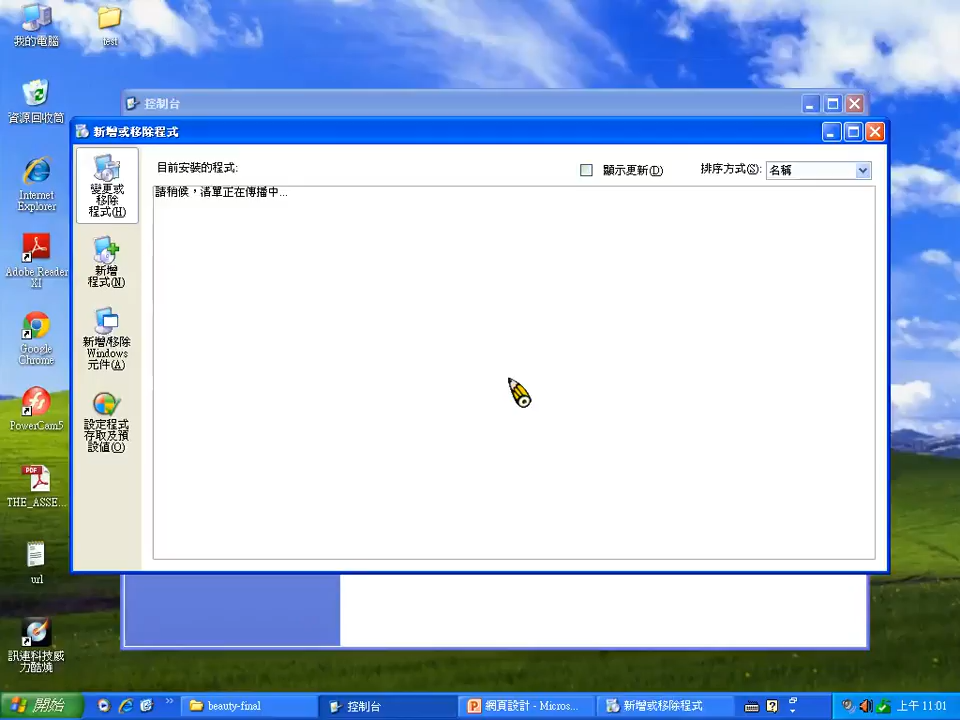 我的電腦
test
資源回收筒
Internet
Explorer
Adobe Reader
XI
Google
Chrome
PowerCam5
THE_ASSE...
url
訊連科技威
力酷燒
控制台
新增或移除程式
變更或
移除
程式(H)
新增
程式(N)
新增/移除
Windows
元件(A)
設定程式
存取及預
設值(O)
目前安裝的程式:
顯示更新(D)
排序方式(S):
名稱
請稍候，清單正在傳播中...
開始
beauty-final
控制台
網頁設計 - Micros...
新增或移除程式
上午 11:01